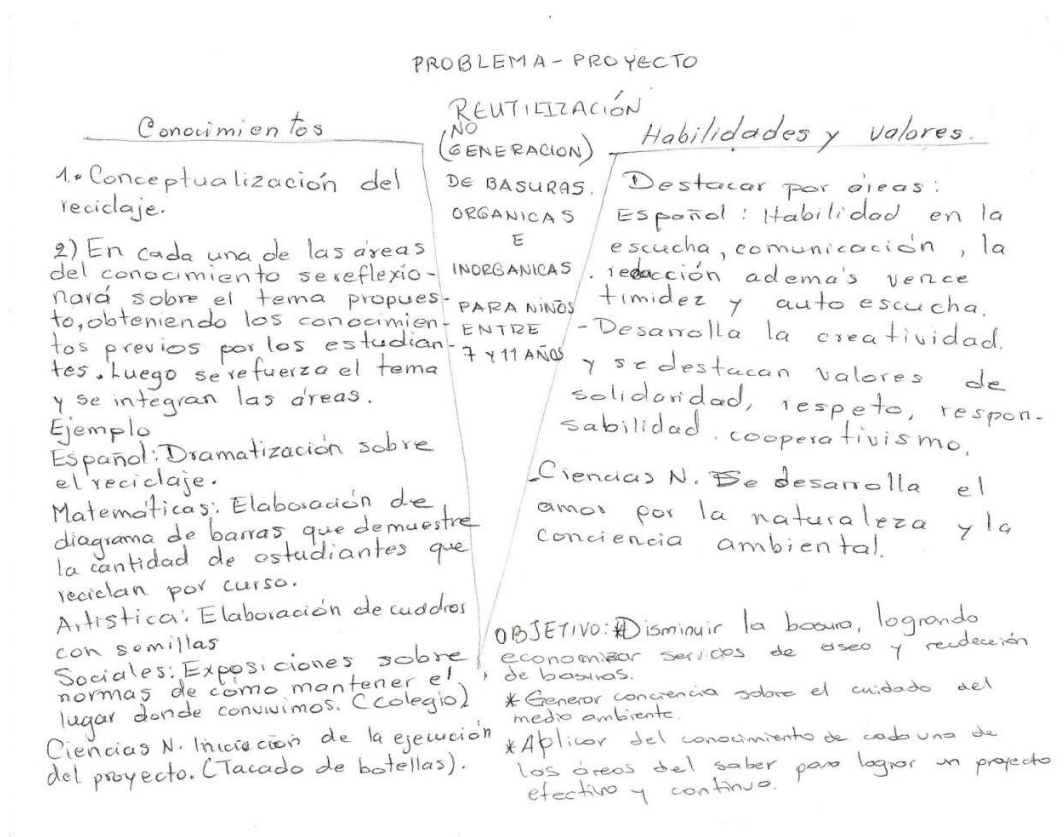 PROBLEMA - PROYECTO
Conocimientos
1. Conceptualización del
reciclaje.
2) En cada una de las áreas
del conocimiento se reflexio-
nará sobre el tema propues-
to, obteniendo los conocimien-
tos previos por los estudian-
tes. Luego se refuerza el tema
y se integran las áreas.
Ejemplo
Español: Dramatización sobre
el reciclaje.
Matemáticas: Elaboración de
diagrama de barras que demuestre
la cantidad de estudiantes que
reciclan por curso.
Artistica: Elaboración de cuadros
con semillas
Sociales: Exposiciones sobre
normas de como mantener el
lugar donde convivimos. (colegio)
Ciencias N. Iniciacion de la ejecución
del proyecto. (Tacado de botellas).
REUTILIZACIÓN
(NO
GENERACION)
DE BASURAS.
ORGANICAS
E
INORGANICAS
PARA NIÑOS
ENTRE
7 Y 11 AÑOS
Habilidades y valores.
Destacar por áreas:
Español: Habilidad en la
escucha, comunicación, la
redacción además vence
timidez y auto escucha.
- Desarrolla la creatividad.
y se destacan valores de
solidaridad, respeto, respon-
sabilidad, cooperativismo.
- Ciencias N. Se desarrolla el
amor por la naturaleza y la
conciencia ambiental.
OBJETIVO: * Disminuir la basura, logrando
economizar servicios de aseo y
de basuras.
* Generar conciencia sobre el cuidado del
medio ambiente.
* Aplicar del conocimiento de cada una de
los áreas del saber para lograr un proyecto
efectivo y continuo.